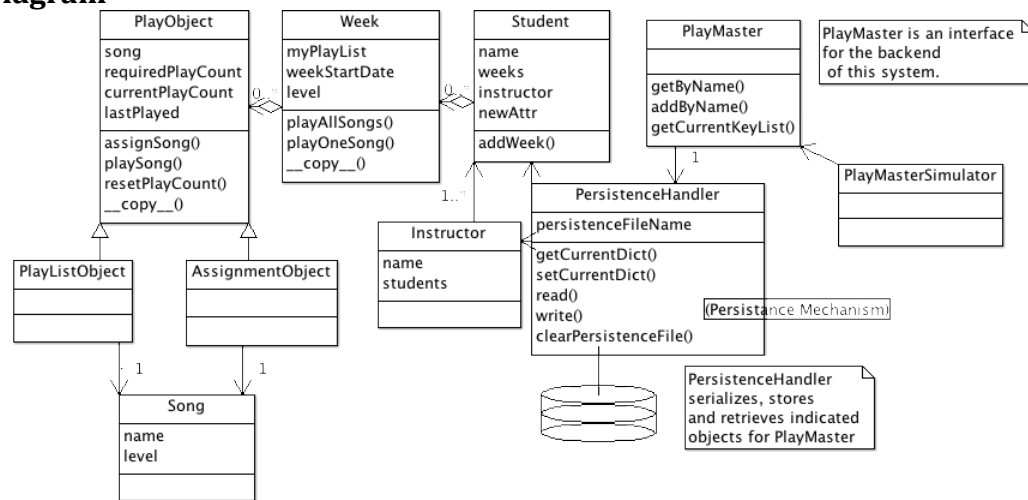 PlayObject
song
requiredPlayCount
currentPlayCount
lastPlayed
assignSong()
playSong()
resetPlayCount()
__copy__()
0..*
Week
myPlayList
weekStartDate
level
playAllSongs()
playOneSong()
__copy__()
0..*
Student
name
weeks
instructor
newAttr
addWeek()
PlayMaster
getByName()
addByName()
getCurrentKeyList()
PlayMaster is an interface
for the backend
of this system.
1
PlayMasterSimulator
1..*
Instructor
name
students
PersistenceHandler
persistenceFileName
getCurrentDict()
setCurrentDict()
read()
write()
clearPersistenceFile()
(Persistance Mechanism)
PlayListObject
AssignmentObject
1
1
Song
name
level
PersistenceHandler
serializes, stores
and retrieves indicated
objects for PlayMaster